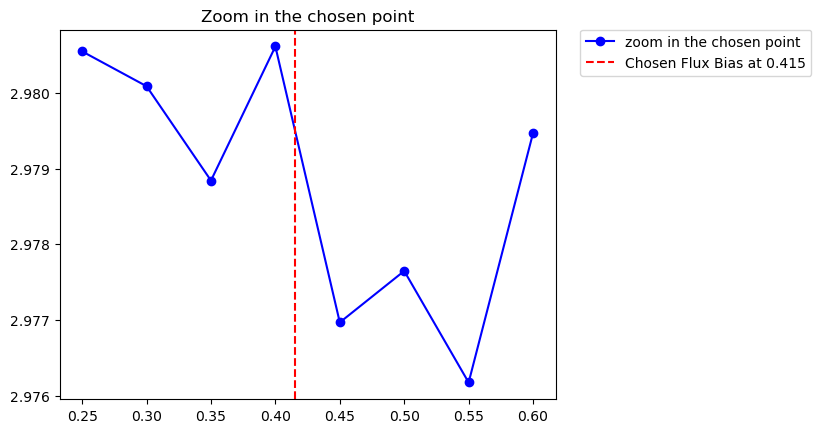 Zoom in the chosen point
zoom in the chosen point
Chosen Flux Bias at 0.415
2.980
2.979
2.978
2.977
2.976
0.25 0.30 0.35 0.40 0.45 0.50 0.55 0.60